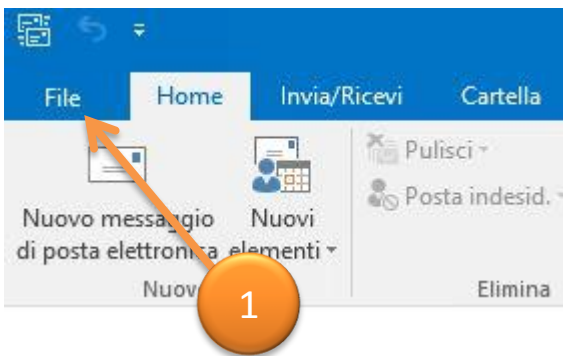 File Home Invia/Ricevi Cartella
Pulisci
Posta indesid.
Nuovo messaggio Nuovi
di posta elettronica elementi
Elimina
1